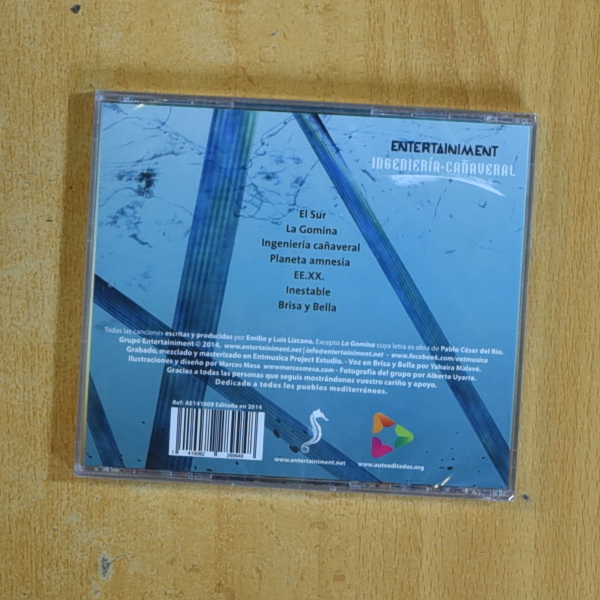 ENTERTAINIMENT
INGENIERÍA·CAÑAVERAL
El Sur
La Gomina
Ingeniería cañaveral
Planeta amnesia
EE.XX.
Inestable
Brisa y Bella
Todas las canciones escritas y producidas por Emilio y Luis Lizcano. Excepto La Gomina cuya letra es obra de Pablo César del Río.
Grupo Entertainiment © 2014. www.entertainiment.net | info@entertainiment.net - www.facebook.com/entmusica
Grabado, mezclado y masterizado en Entmusica Project Estudio. - Voz en Brisa y Bella por Yahaira Malavé.
Ilustraciones y diseño por Marcos Mesa www.marcosmesa.com - Fotografía del grupo por Alberto Uyarra.
Gracias a todas las personas que seguís mostrándonos vuestro cariño y apoyo.
Dedicado a todos los pueblos mediterráneos.
Ref: AE141008 Editado en 2014
www.entertainiment.net
www.autoeditados.org